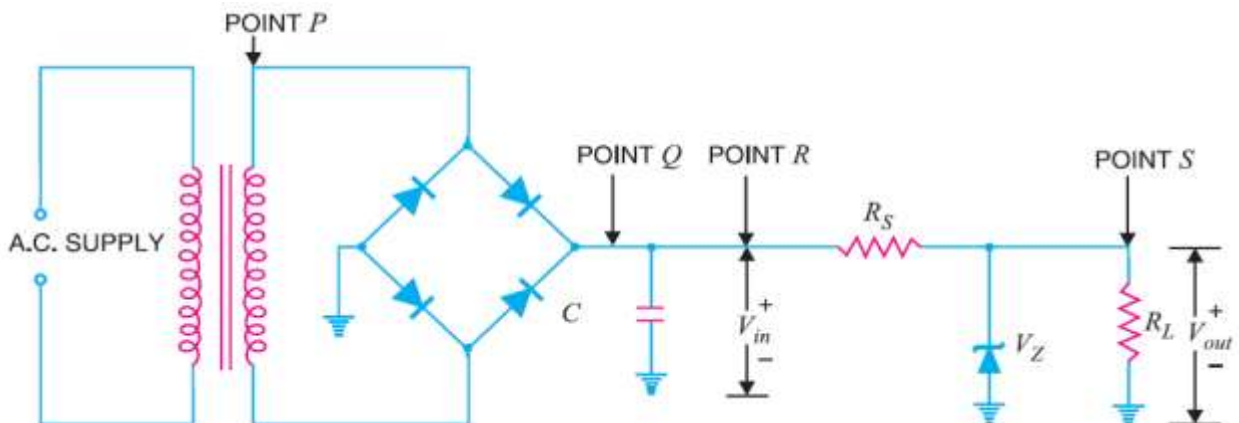 POINT P
POINT Q
POINT R
POINT S
R_S
A.C. SUPPLY
C
+
V_in
−
V_Z
R_L
+
V_out
−